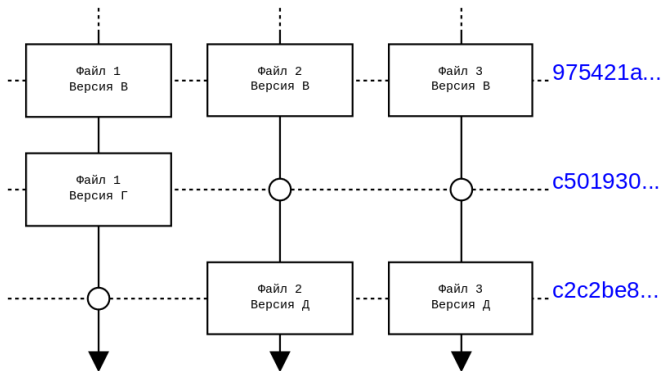 Файл 1
Версия В
Файл 2
Версия В
Файл 3
Версия В
975421a...
Файл 1
Версия Г
c501930...
Файл 2
Версия Д
Файл 3
Версия Д
c2c2be8...